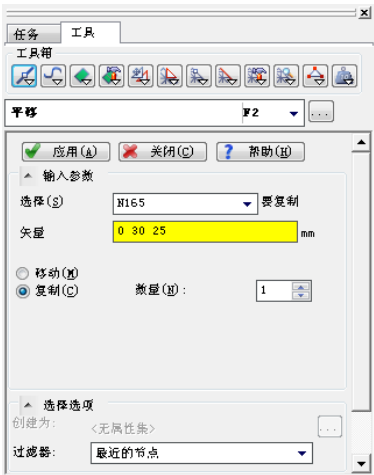 任务 工具
工具箱
平移 F2 ...
应用(A) 关闭(C) ? 帮助(H)
输入参数
选择(S) N165 要复制
矢量 0 30 25 mm
移动(M)
复制(C) 数量(N): 1
选择选项
创建为: <无属性集> ...
过滤器: 最近的节点